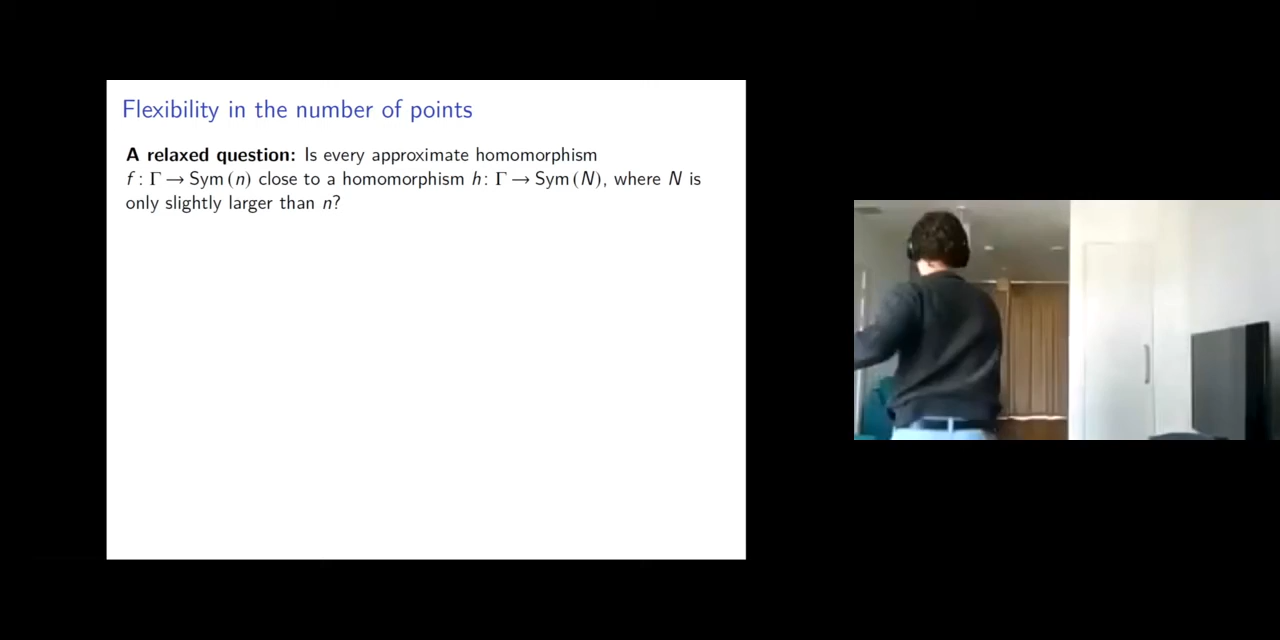 Flexibility in the number of points
A relaxed question: Is every approximate homomorphism
f : Γ → Sym (n) close to a homomorphism h: Γ → Sym (N), where N is
only slightly larger than n?